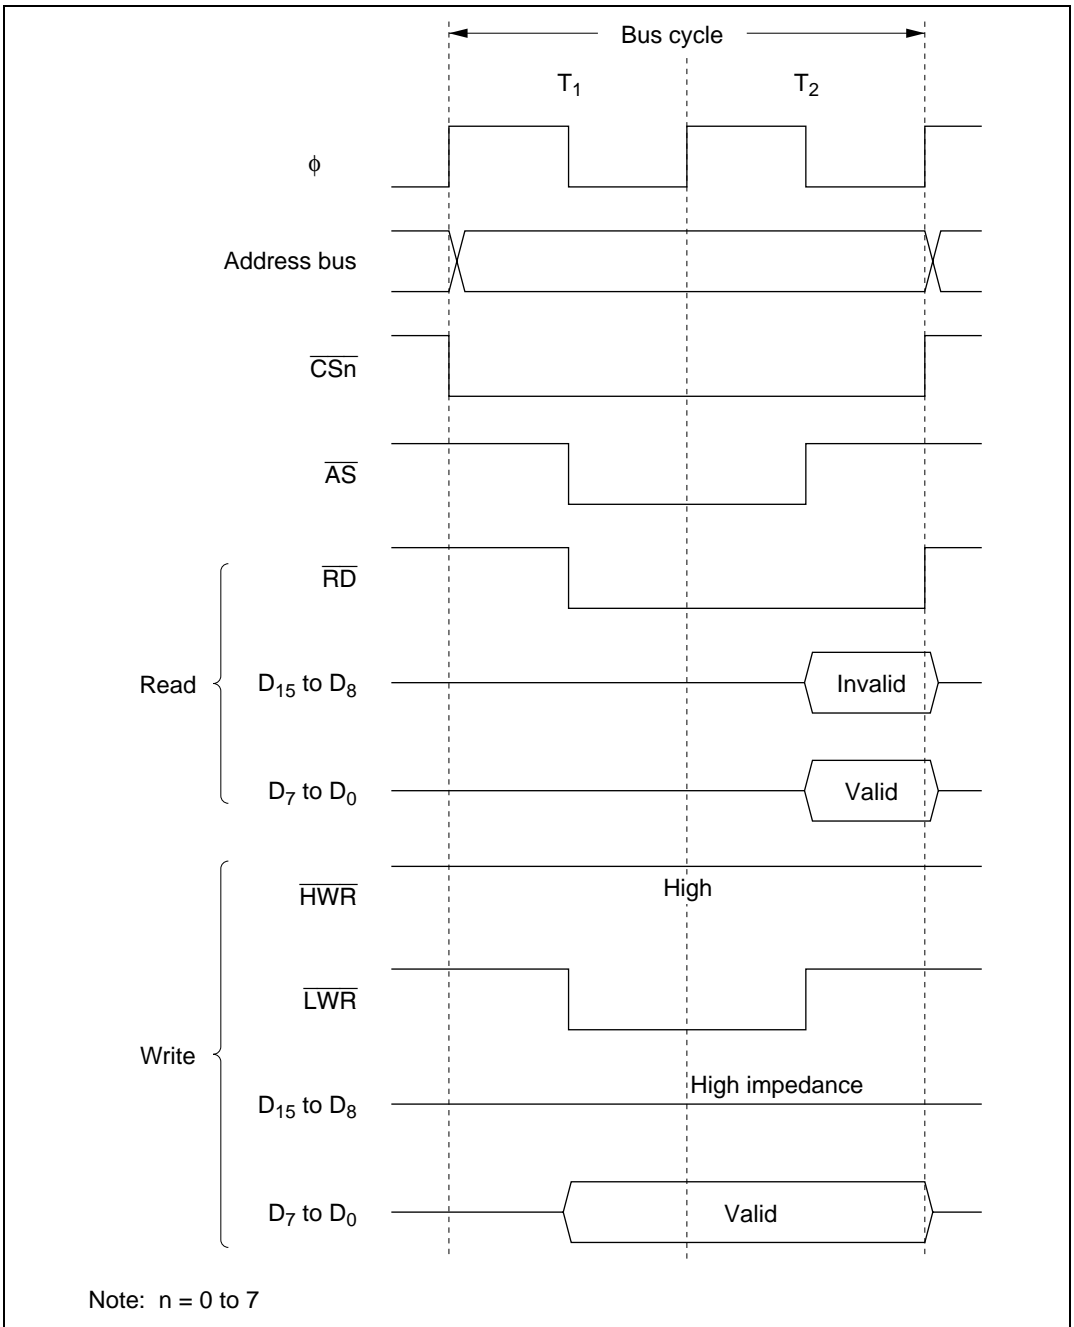 Bus cycle
T1 T2
ϕ
Address bus
CSn
AS
RD
Read D15 to D8 Invalid
D7 to D0 Valid
HWR High
LWR
Write
D15 to D8 High impedance
D7 to D0 Valid
Note: n = 0 to 7